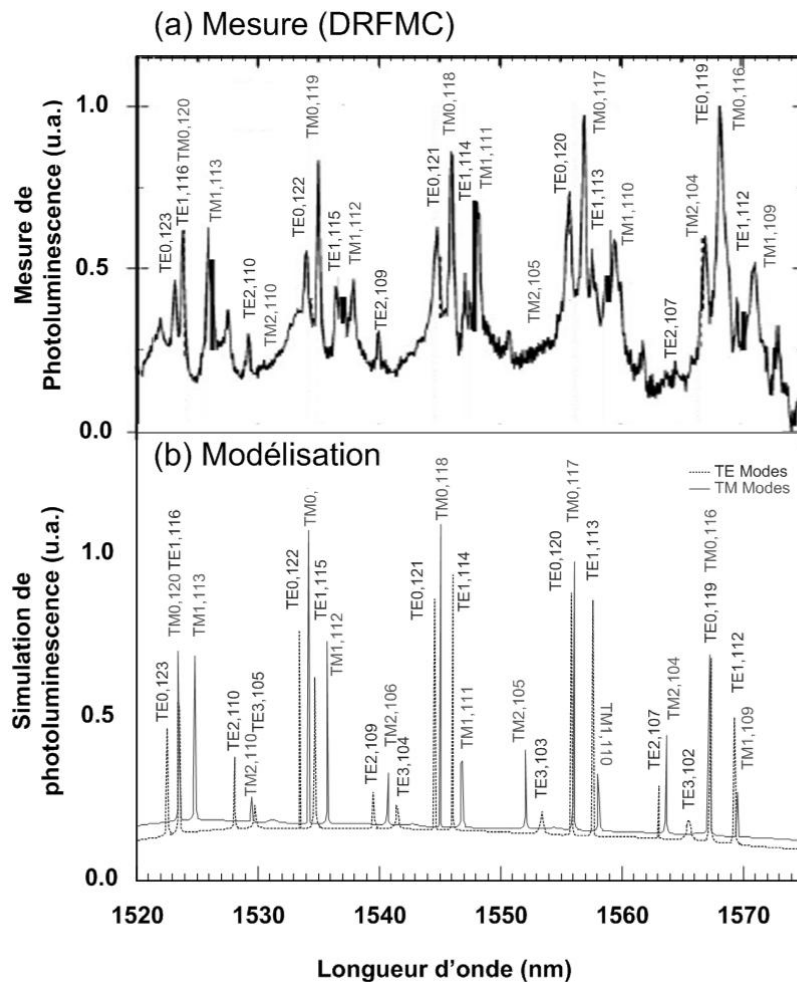 (a) Mesure (DRFMC)
Mesure de
Photoluminescence (u.a.)
1.0
0.5
0.0
TE0,123
TE1,116
TM0,120
TM1,113
TE2,110
TM2,110
TE0,122
TM0,119
TE1,115
TM1,112
TE2,109
TE0,121
TM0,118
TE1,114
TM1,111
TM2,105
TE0,120
TM0,117
TE1,113
TM1,110
TE2,107
TM2,104
TE0,119
TM0,116
TE1,112
TM1,109
(b) Modélisation
TE Modes
TM Modes
Simulation de
photoluminescence (u.a.)
1.0
0.5
0.0
TE0,123
TM0,120
TE1,116
TM1,113
TE2,110
TM2,110
TE3,105
TE0,122
TM0,
TE1,115
TM1,112
TE2,109
TM2,106
TE3,104
TE0,121
TM0,118
TE1,114
TM1,111
TM2,105
TE3,103
TE0,120
TM0,117
TE1,113
TM1,110
TE2,107
TM2,104
TE3,102
TE0,119
TM0,116
TE1,112
TM1,109
1520 1530 1540 1550 1560 1570
Longueur d'onde (nm)